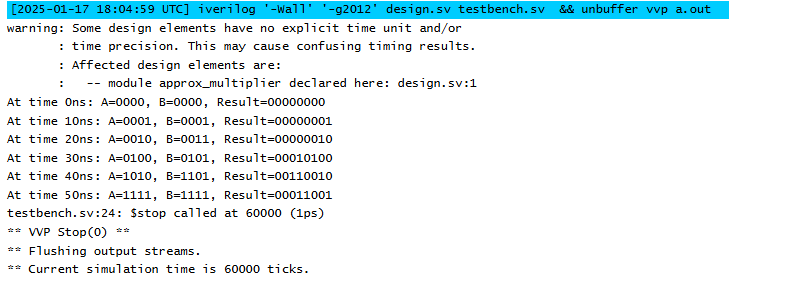 [2025-01-17 18:04:59 UTC] iverilog '-Wall' '-g2012' design.sv testbench.sv  && unbuffer vvp a.out
warning: Some design elements have no explicit time unit and/or
       : time precision. This may cause confusing timing results.
       : Affected design elements are:
       :   -- module approx_multiplier declared here: design.sv:1
At time 0ns: A=0000, B=0000, Result=00000000
At time 10ns: A=0001, B=0001, Result=00000001
At time 20ns: A=0010, B=0011, Result=00000010
At time 30ns: A=0100, B=0101, Result=00010100
At time 40ns: A=1010, B=1101, Result=00110010
At time 50ns: A=1111, B=1111, Result=00011001
testbench.sv:24: $stop called at 60000 (1ps)
** VVP Stop(0) **
** Flushing output streams.
** Current simulation time is 60000 ticks.